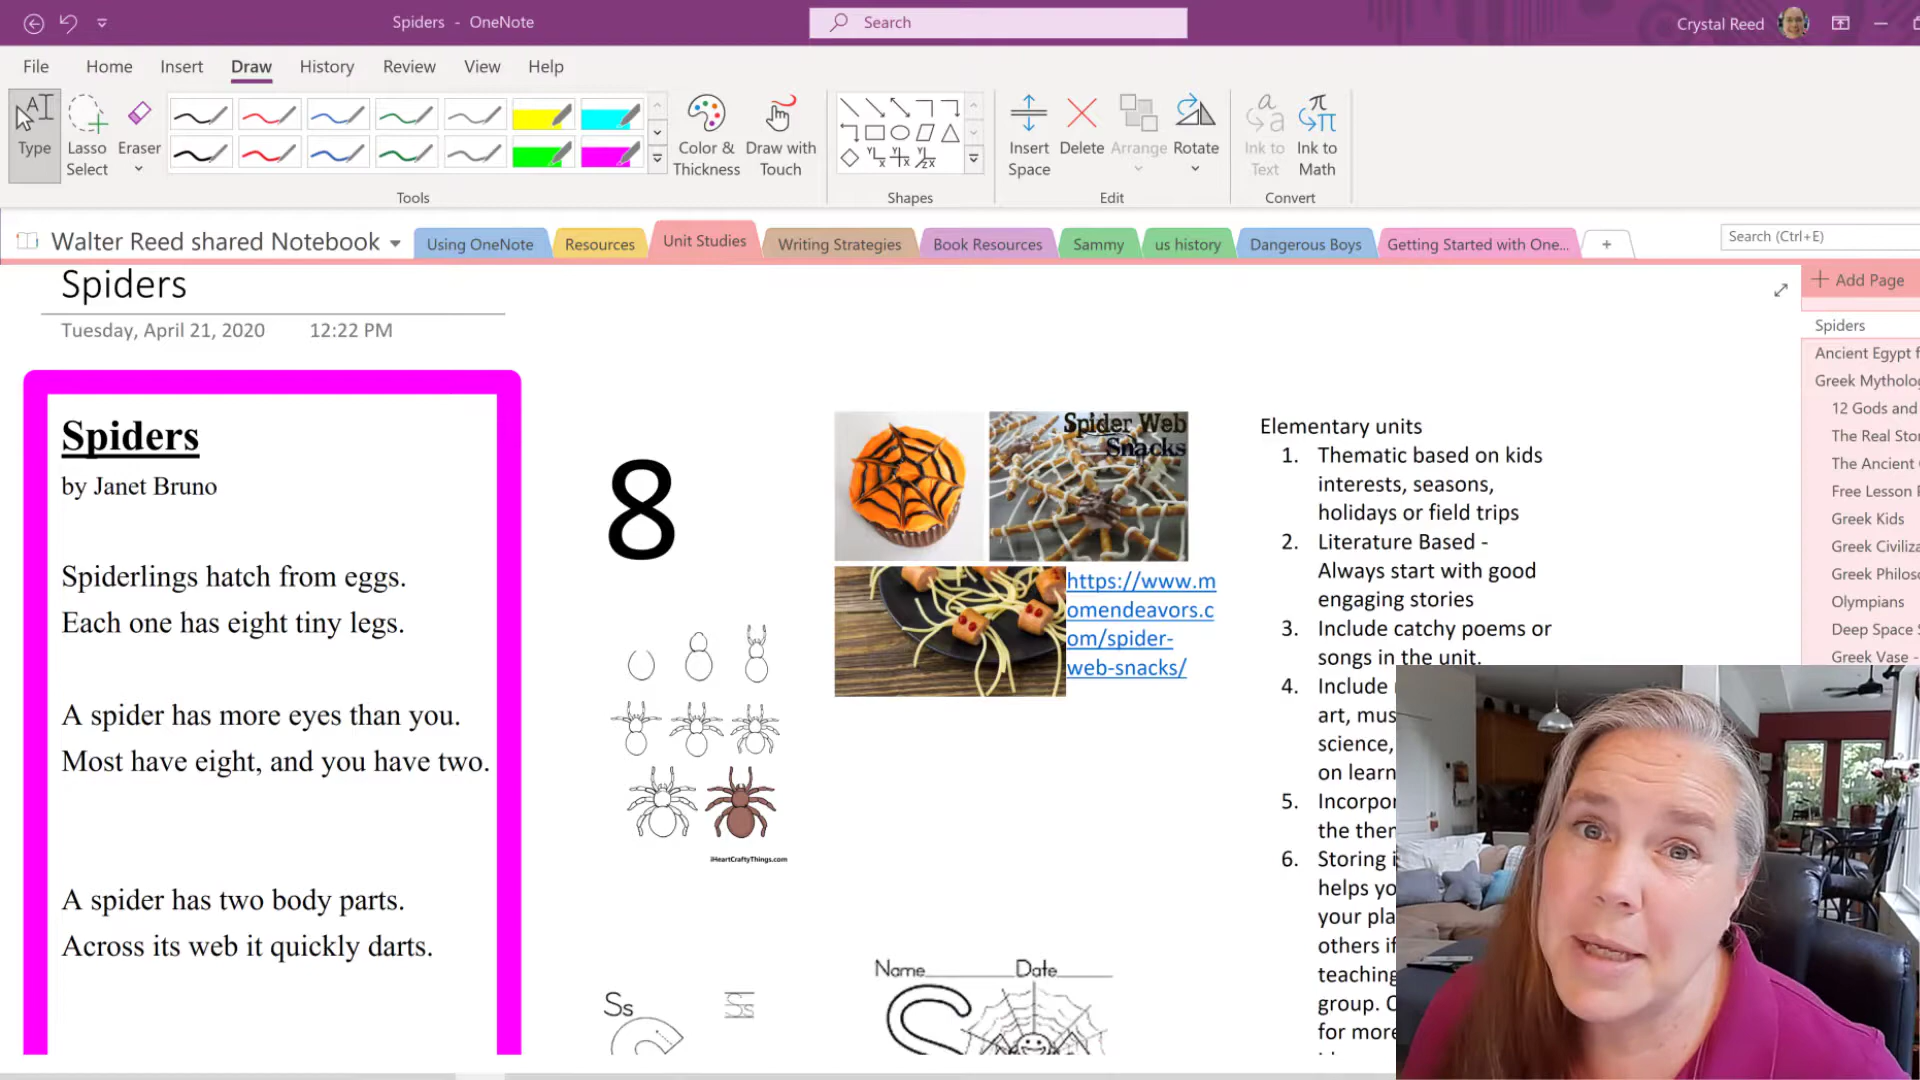 Spiders - OneNote
Search
Crystal Reed
File Home Insert Draw History Review View Help
Type
Lasso Select
Eraser
Color & Thickness
Draw with Touch
Insert Space
Delete
Arrange
Rotate
Ink to Text
Ink to Math
Tools
Shapes
Edit
Convert
Walter Reed shared Notebook
Using OneNote
Resources
Unit Studies
Writing Strategies
Book Resources
Sammy
us history
Dangerous Boys
Getting Started with One...
Search (Ctrl+E)
Spiders
Tuesday, April 21, 2020 12:22 PM
Spiders
by Janet Bruno
Spiderlings hatch from eggs.
Each one has eight tiny legs.
A spider has more eyes than you.
Most have eight, and you have two.
A spider has two body parts.
Across its web it quickly darts.
8
iHeartCraftyThings.com
Ss
Ss
Spider Web
Snacks
https://www.m
omendeavors.c
om/spider-
web-snacks/
Name Date
Elementary units
1. Thematic based on kids
interests, seasons,
holidays or field trips
2. Literature Based -
Always start with good
engaging stories
3. Include catchy poems or
songs in the unit.
4. Include
art, mus
science,
on learn
5. Incorpor
the then
6. Storing i
helps yo
your pla
others if
teaching
group.
for more
Add Page
Spiders
Ancient Egypt f
Greek Mytholog
12 Gods and
The Real Stor
The Ancient
Free Lesson
Greek Kids
Greek Civiliza
Greek Philoso
Olympians
Deep Space S
Greek Vase -